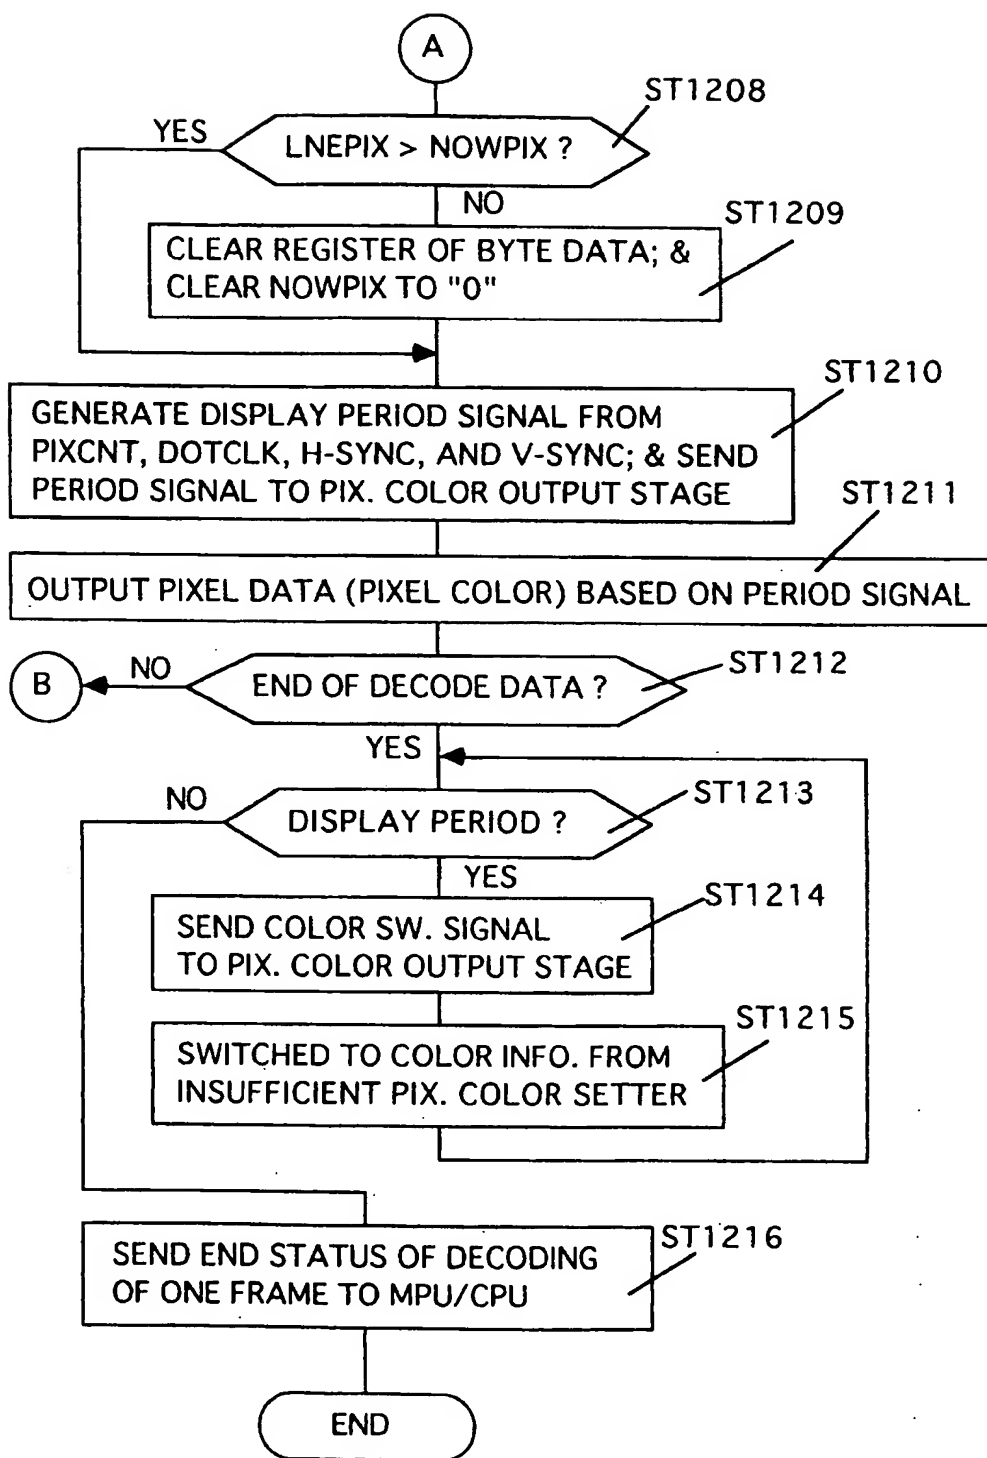 A
ST1208
YES
LNEPIX > NOWPIX ?
NO
ST1209
CLEAR REGISTER OF BYTE DATA; &
CLEAR NOWPIX TO "0"
ST1210
GENERATE DISPLAY PERIOD SIGNAL FROM
PIXCNT, DOTCLK, H-SYNC, AND V-SYNC; & SEND
PERIOD SIGNAL TO PIX. COLOR OUTPUT STAGE
ST1211
OUTPUT PIXEL DATA (PIXEL COLOR) BASED ON PERIOD SIGNAL
ST1212
B
NO
END OF DECODE DATA ?
YES
ST1213
NO
DISPLAY PERIOD ?
YES
ST1214
SEND COLOR SW. SIGNAL
TO PIX. COLOR OUTPUT STAGE
ST1215
SWITCHED TO COLOR INFO. FROM
INSUFFICIENT PIX. COLOR SETTER
ST1216
SEND END STATUS OF DECODING
OF ONE FRAME TO MPU/CPU
END